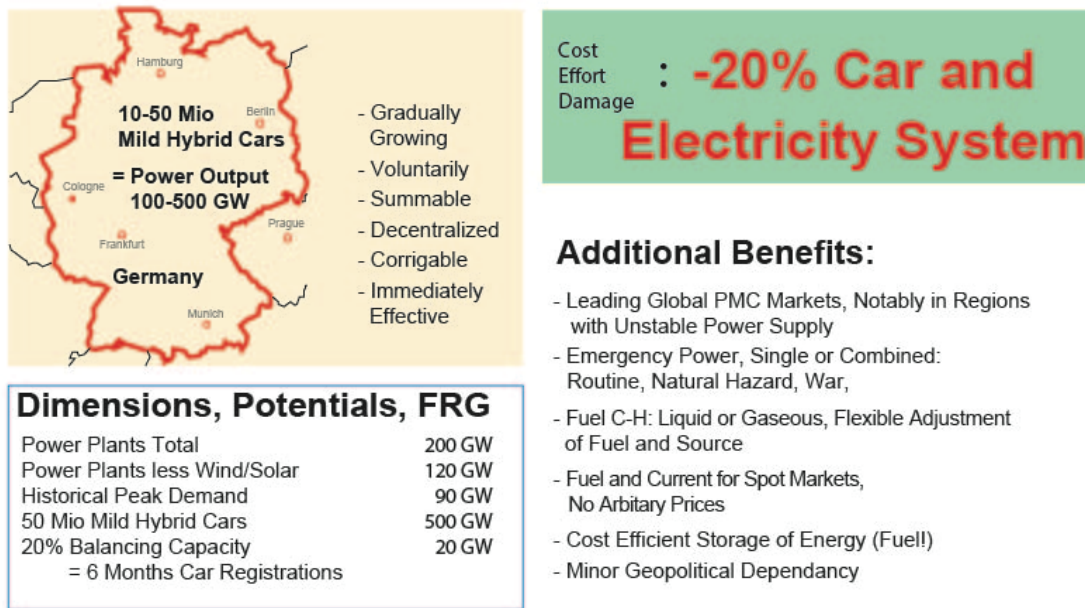 Hamburg
10-50 Mio
Berlin
Mild Hybrid Cars
= Power Output
Cologne
100-500 GW
Prague
Frankfurt
Germany
Munich
- Gradually
Growing
- Voluntarily
- Summable
- Decentralized
- Corrigable
- Immediately
Effective
Dimensions, Potentials, FRG
Power Plants Total 200 GW
Power Plants less Wind/Solar 120 GW
Historical Peak Demand 90 GW
50 Mio Mild Hybrid Cars 500 GW
20% Balancing Capacity 20 GW
= 6 Months Car Registrations
Cost
Effort
Damage
: -20% Car and
Electricity System
Additional Benefits:
- Leading Global PMC Markets, Notably in Regions
with Unstable Power Supply
- Emergency Power, Single or Combined:
Routine, Natural Hazard, War,
- Fuel C-H: Liquid or Gaseous, Flexible Adjustment
of Fuel and Source
- Fuel and Current for Spot Markets,
No Arbitary Prices
- Cost Efficient Storage of Energy (Fuel!)
- Minor Geopolitical Dependancy